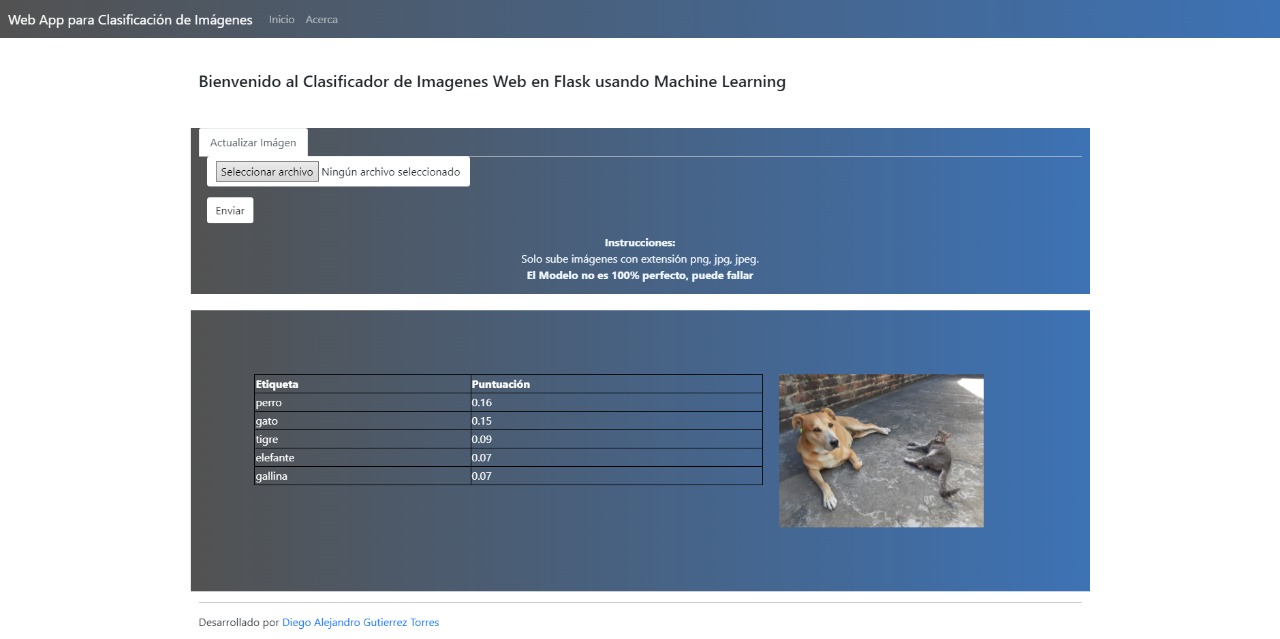 Web App para Clasificación de Imágenes Inicio Acerca
Bienvenido al Clasificador de Imagenes Web en Flask usando Machine Learning
Actualizar Imágen
Seleccionar archivo Ningún archivo seleccionado
Enviar
Instrucciones:
Solo sube imágenes con extensión png, jpg, jpeg.
El Modelo no es 100% perfecto, puede fallar
Etiqueta Puntuación
perro 0.16
gato 0.15
tigre 0.09
elefante 0.07
gallina 0.07
Desarrollado por Diego Alejandro Gutierrez Torres